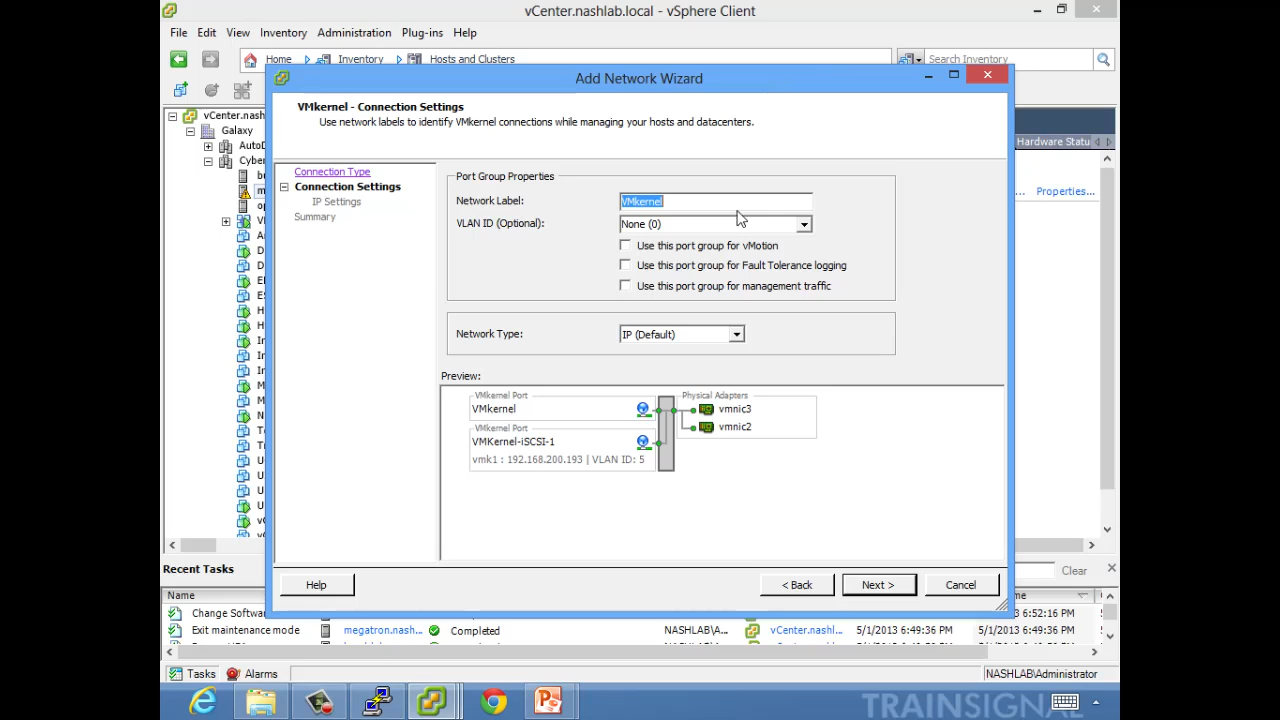 vCenter.nashlab.local - vSphere Client
File Edit View Inventory Administration Plug-ins Help
Home Inventory Hosts and Clusters Search Inventory
Add Network Wizard
VMkernel - Connection Settings
Use network labels to identify VMkernel connections while managing your hosts and datacenters.
vCenter.nash
Galaxy
AutoD
Cyber
Hardware Statu
... Properties...
Connection Type
Connection Settings
IP Settings
Summary
Port Group Properties
Network Label: VMkernel
VLAN ID (Optional): None (0)
Use this port group for vMotion
Use this port group for Fault Tolerance logging
Use this port group for management traffic
Network Type: IP (Default)
Preview:
VMkernel Port
VMkernel
VMkernel Port
VMKernel-iSCSI-1
vmk1 : 192.168.200.193 | VLAN ID: 5
Physical Adapters
vmnic3
vmnic2
Help < Back Next > Cancel
Recent Tasks Clear
Name me
Change Softwa 6:52:16 PM
Exit maintenance mode megatron.nash... Completed NASHLAB\A... vCenter.nashl... 5/1/2013 6:49:36 PM 5/1/2013 6:49:36 PM 5/1/2013 6:49:36 PM
Tasks Alarms NASHLAB\Administrator
TRAINSIGNAL